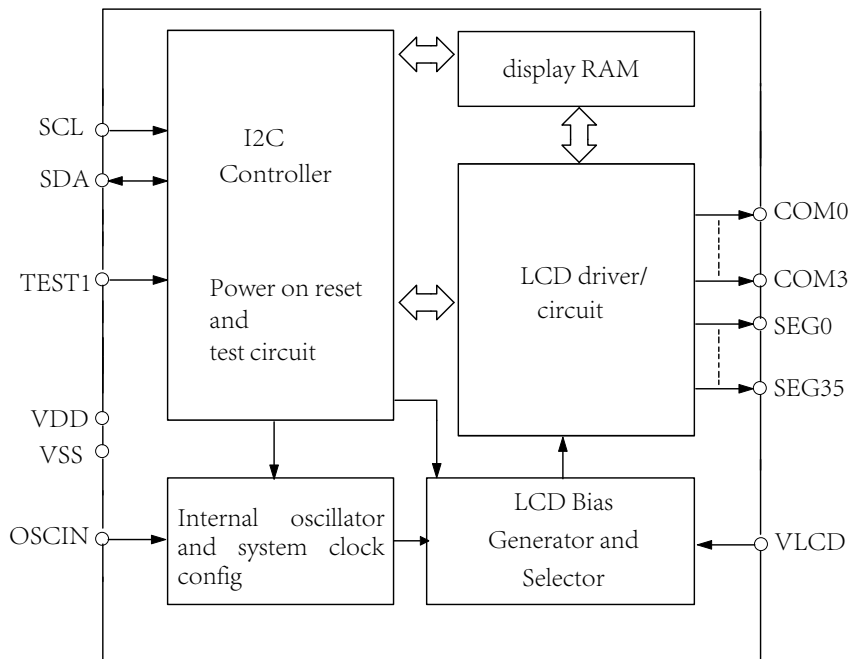 SCL
SDA
TEST1
VDD
VSS
OSCIN
I2C
Controller
Power on reset
and
test circuit
display RAM
LCD driver/
circuit
Internal oscillator
and system clock
config
LCD Bias
Generator and
Selector
COM0
COM3
SEG0
SEG35
VLCD